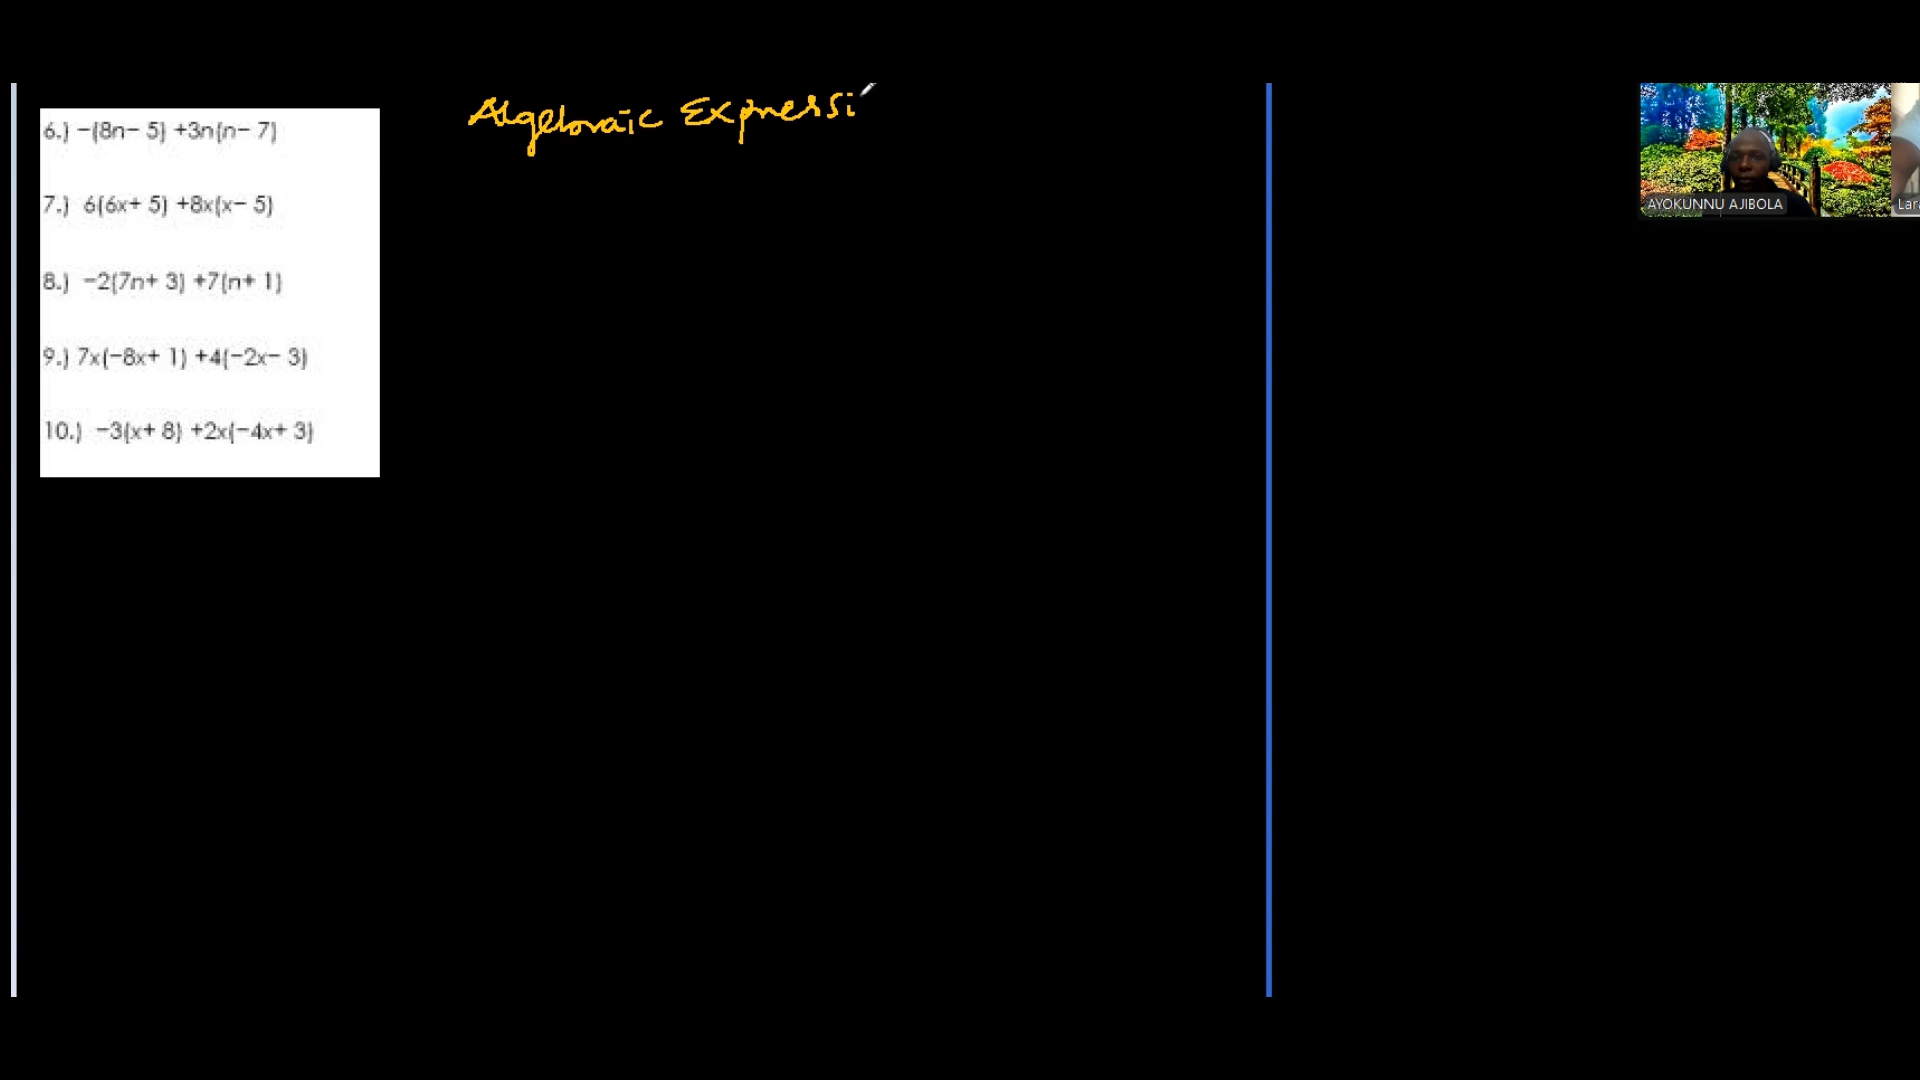 Algebraic Expressi
6.) −(8n− 5) +3n(n− 7)
7.) 6(6x+ 5) +8x(x− 5)
8.) −2(7n+ 3) +7(n+ 1)
9.) 7x(−8x+ 1) +4(−2x− 3)
10.) −3(x+ 8) +2x(−4x+ 3)
AYOKUNNU AJIBOLA
Lar